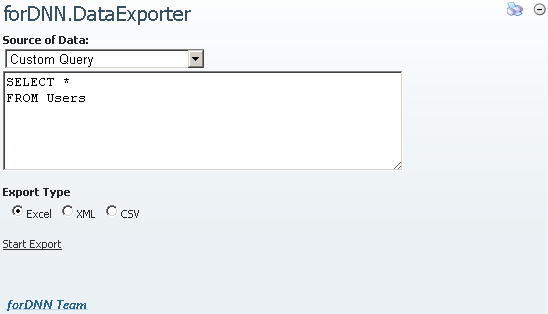 forDNN.DataExporter
Source of Data:
Custom Query
SELECT *
FROM Users
Export Type
Excel XML CSV
Start Export
forDNN Team